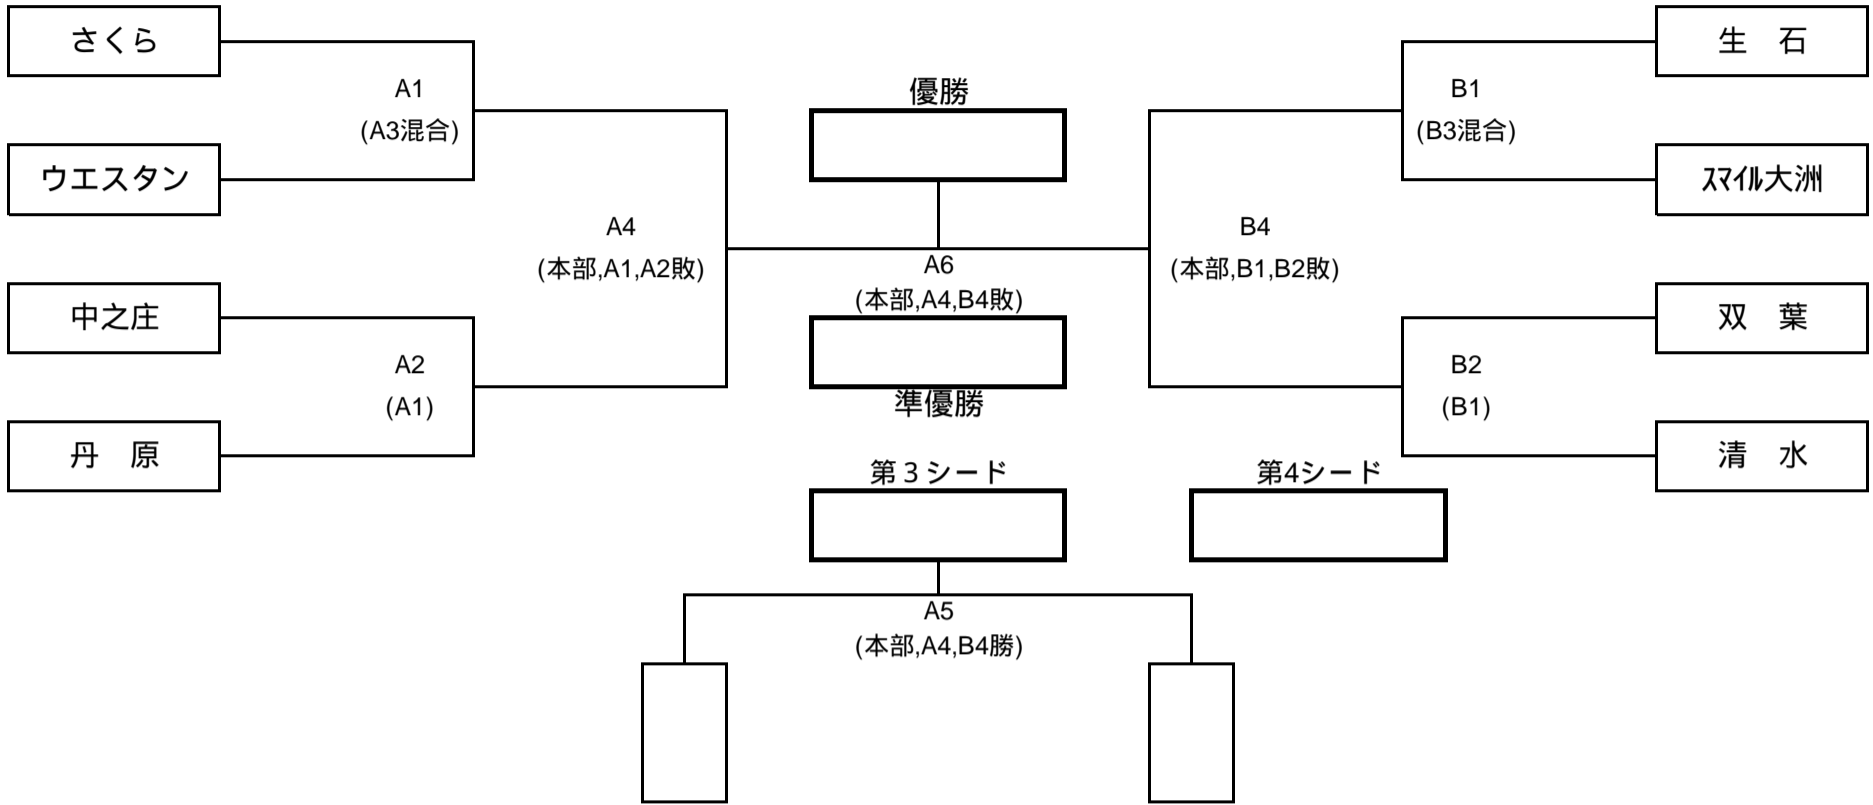 さくら
A1
(A3混合)
ウエスタン
A4
(本部,A1,A2敗)
中之庄
A2
(A1)
丹　原
優勝
A6
(本部,A4,B4敗)
準優勝
第３シード
第4シード
A5
(本部,A4,B4勝)
生　石
B1
(B3混合)
ｽﾏｲﾙ大洲
B4
(本部,B1,B2敗)
双　葉
B2
(B1)
清　水